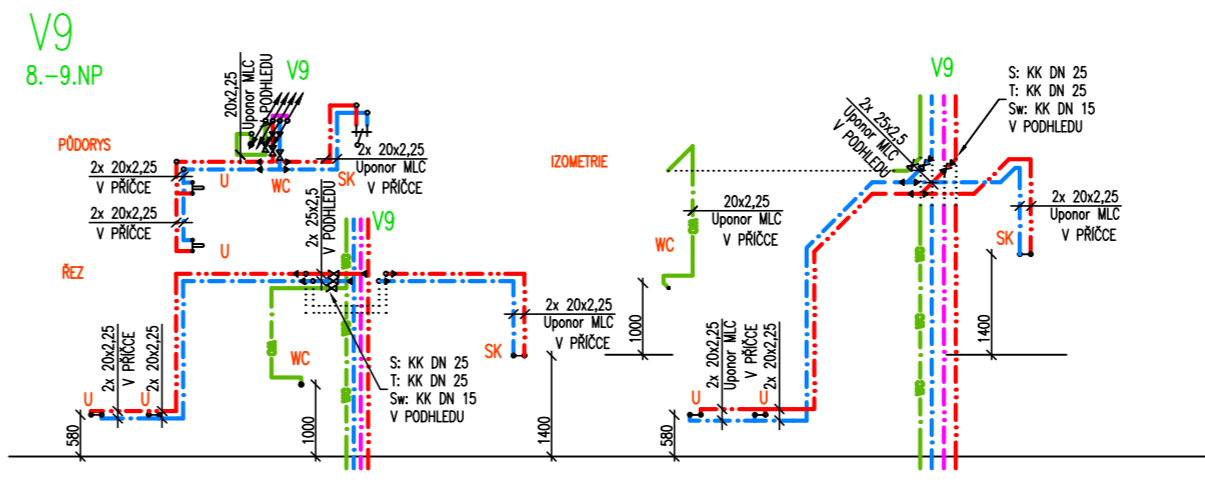 V9
8.-9.NP
PŮDORYS
20x2,25
Uponor MLC
V PODHLEDU
V9
2x 20x2,25
V PŘÍČCE
U
WC
SK
2x 20x2,25
Uponor MLC
V PŘÍČCE
2x 20x2,25
V PŘÍČCE
U
ŘEZ
2x 25x2,5
V PODHLEDU
V9
WC
SK
2x 20x2,25
Uponor MLC
V PŘÍČCE
S: KK DN 25
T: KK DN 25
Sw: KK DN 15
V PODHLEDU
2x 20x2,25
V PŘÍČCE
2x 20x2,25
U
U
580
1000
1400
IZOMETRIE
V9
S: KK DN 25
T: KK DN 25
Sw: KK DN 15
V PODHLEDU
2x 25x2,5
Uponor MLC
V PODHLEDU
20x2,25
Uponor MLC
V PŘÍČCE
WC
1000
SK
2x 20x2,25
Uponor MLC
V PŘÍČCE
1400
2x 20x2,25
Uponor MLC
V PŘÍČCE
2x 20x2,25
U
U
580